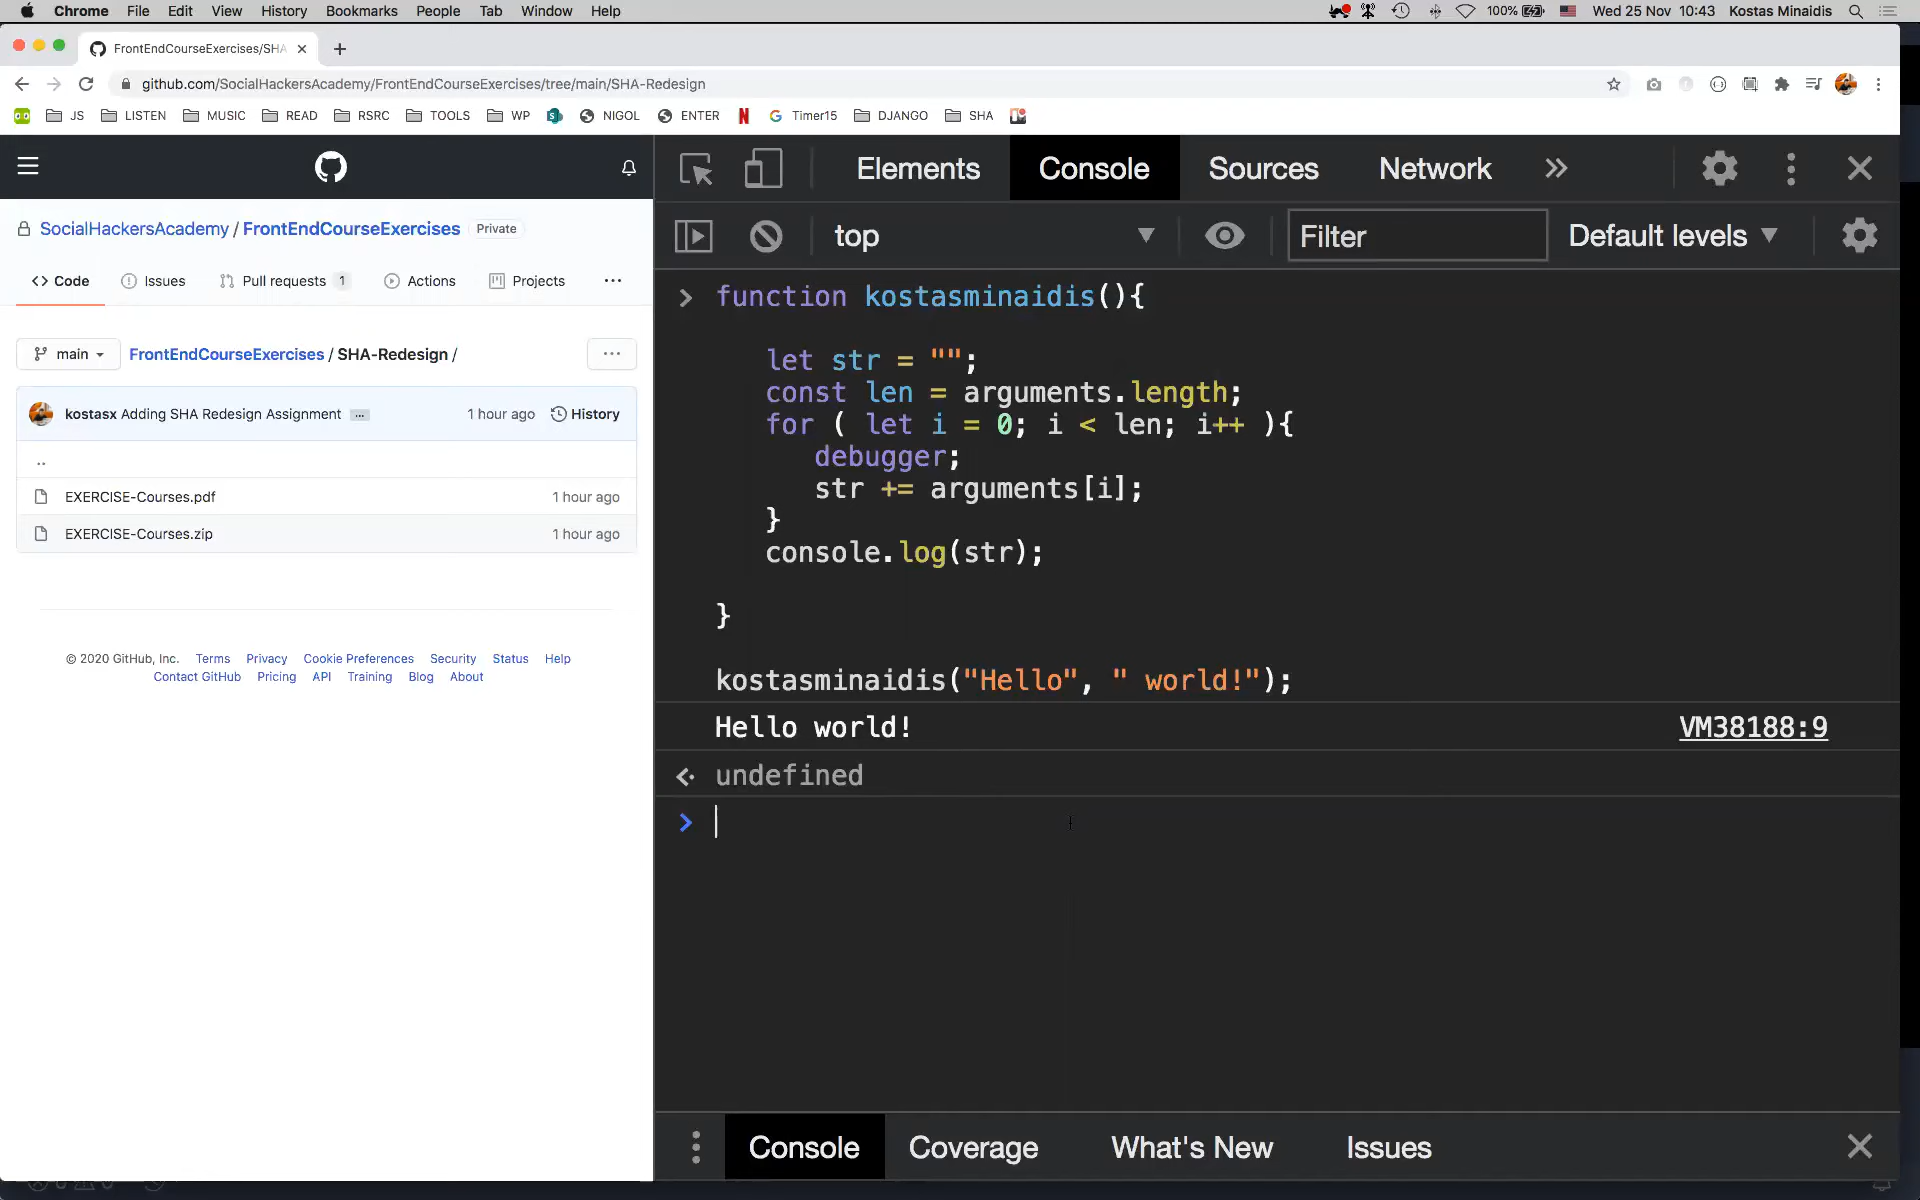 Chrome File Edit View History Bookmarks People Tab Window Help 100% Wed 25 Nov 10:43 Kostas Minaidis
FrontEndCourseExercises/SHA
github.com/SocialHackersAcademy/FrontEndCourseExercises/tree/main/SHA-Redesign
JS LISTEN MUSIC READ RSRC TOOLS WP NIGOL ENTER Timer15 DJANGO SHA
SocialHackersAcademy / FrontEndCourseExercises Private
Code Issues Pull requests 1 Actions Projects ...
main FrontEndCourseExercises / SHA-Redesign / ...
kostasx Adding SHA Redesign Assignment ... 1 hour ago History
..
EXERCISE-Courses.pdf 1 hour ago
EXERCISE-Courses.zip 1 hour ago
© 2020 GitHub, Inc. Terms Privacy Cookie Preferences Security Status Help
Contact GitHub Pricing API Training Blog About
Elements Console Sources Network »
top Filter Default levels ▼
> function kostasminaidis(){
let str = "";
const len = arguments.length;
for ( let i = 0; i < len; i++ ){
debugger;
str += arguments[i];
}
console.log(str);
}
kostasminaidis("Hello", " world!");
Hello world! VM38188:9
undefined
>
Console Coverage What's New Issues